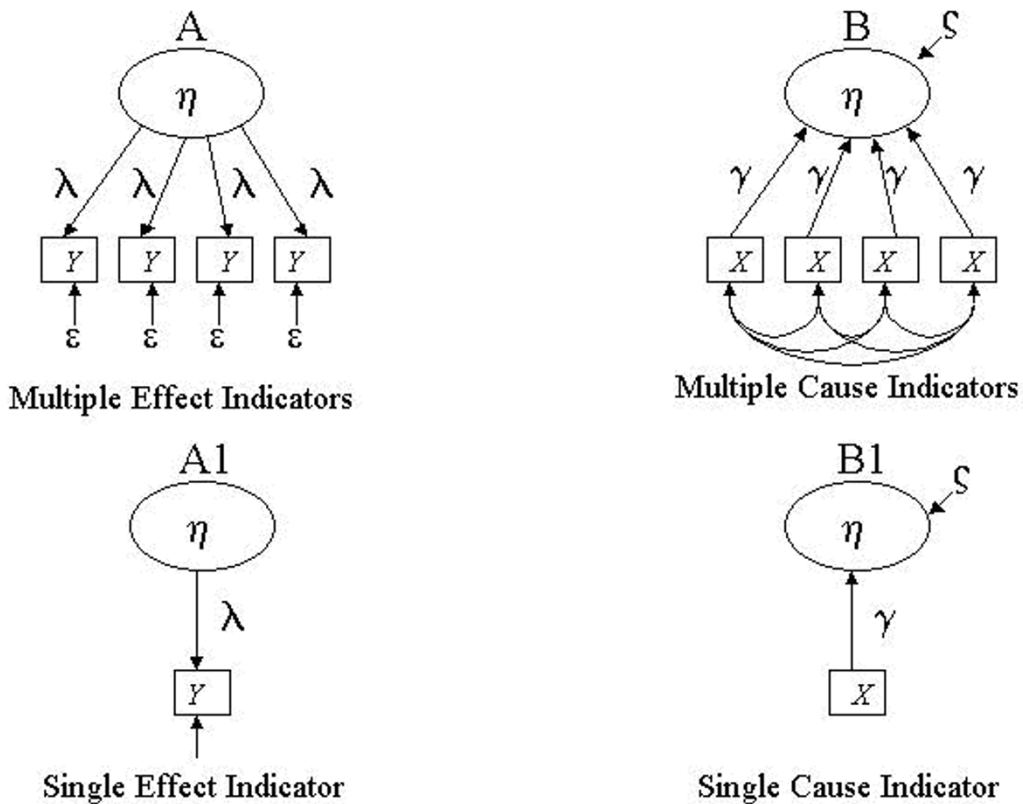 A
η
λ λ λ λ
Y Y Y Y
ε ε ε ε
Multiple Effect Indicators
B
ς
η
γ γ γ γ
X X X X
Multiple Cause Indicators
A1
η
λ
Y
Single Effect Indicator
B1
ς
η
γ
X
Single Cause Indicator